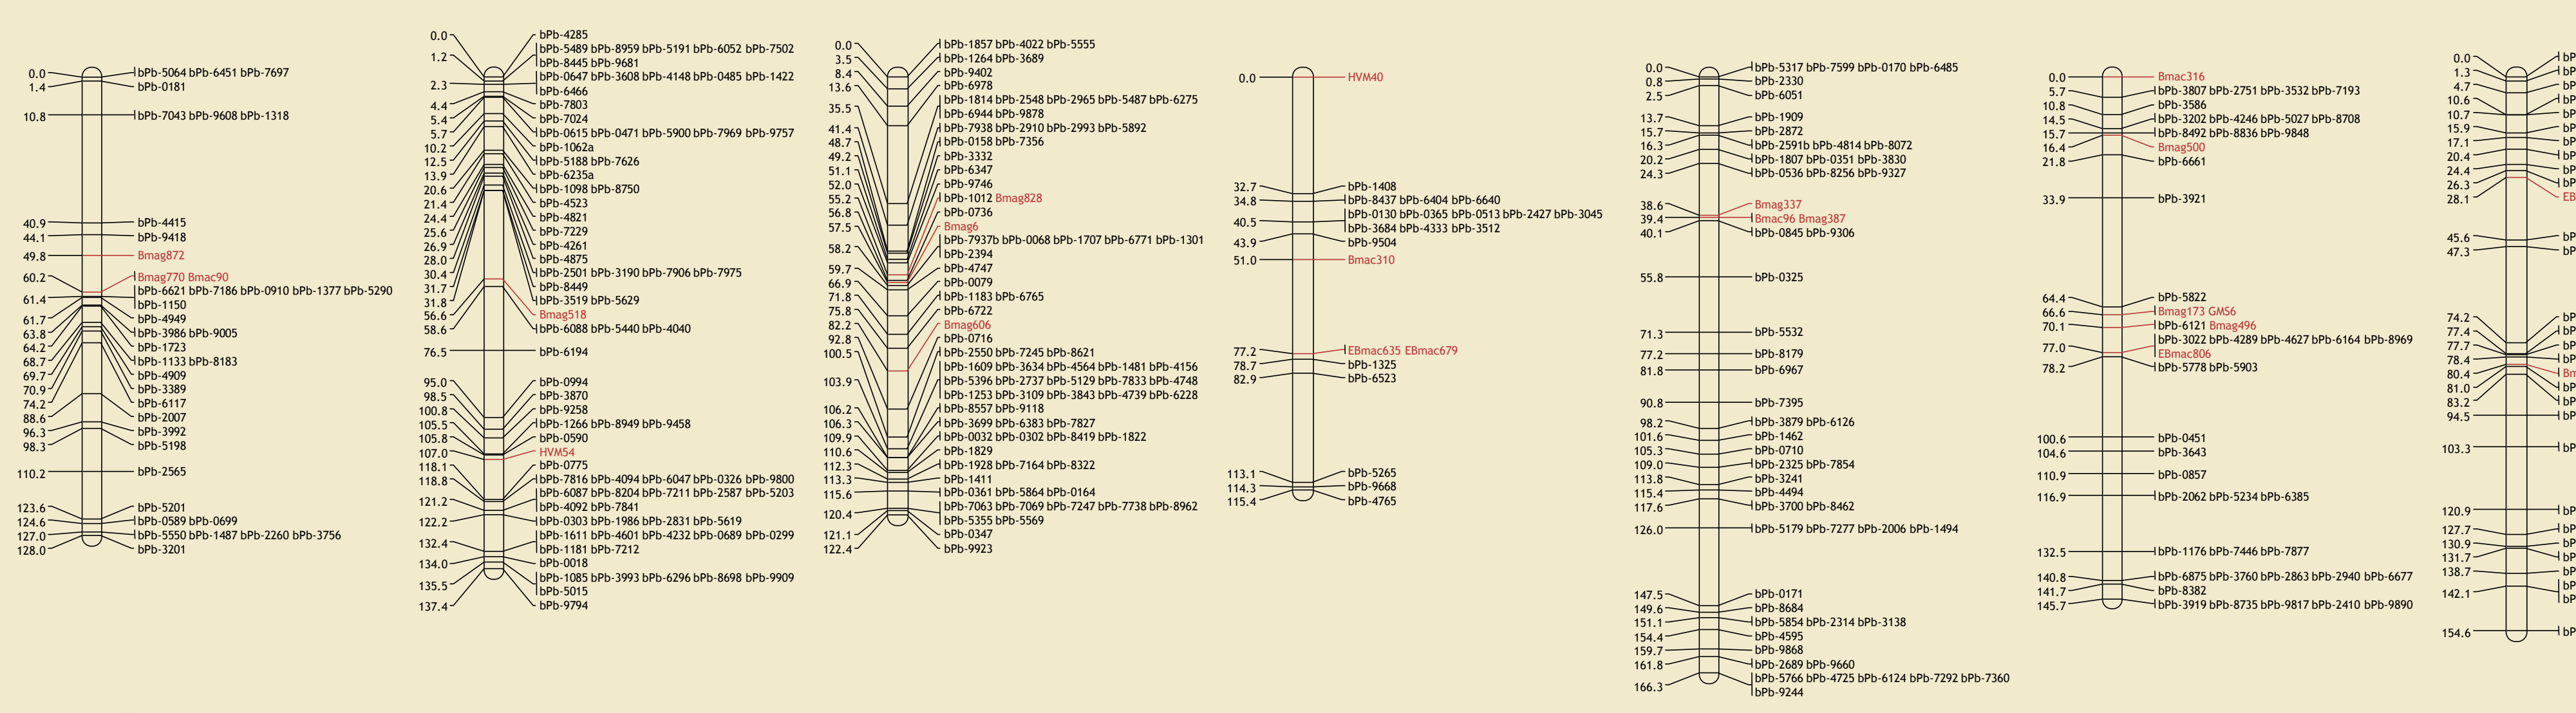 0.0 bPb-5064 bPb-6451 bPb-7697
1.4 bPb-0181
10.8 bPb-7043 bPb-9608 bPb-1318
40.9 bPb-4415
44.1 bPb-9418
49.8 Bmag872
60.2 Bmag770 Bmac90
61.4 bPb-6621 bPb-7186 bPb-0910 bPb-1377 bPb-5290
bPb-1150
61.7 bPb-4949
63.8 bPb-3986 bPb-9005
64.2 bPb-1723
68.7 bPb-1133 bPb-8183
69.7 bPb-4909
70.9 bPb-3389
74.2 bPb-6117
88.6 bPb-2007
96.3 bPb-3992
98.3 bPb-5198
110.2 bPb-2565
123.6 bPb-5201
124.6 bPb-0589 bPb-0699
127.0 bPb-5550 bPb-1487 bPb-2260 bPb-3756
128.0 bPb-3201
0.0 bPb-4285
1.2 bPb-5489 bPb-8959 bPb-5191 bPb-6052 bPb-7502
bPb-8445 bPb-9681
2.3 bPb-0647 bPb-3608 bPb-4148 bPb-0485 bPb-1422
bPb-6466
4.4 bPb-7803
5.4 bPb-7024
5.7 bPb-0615 bPb-0471 bPb-5900 bPb-7969 bPb-9757
10.2 bPb-1062a
12.5 bPb-5188 bPb-7626
13.9 bPb-6235a
20.6 bPb-1098 bPb-8750
21.4 bPb-4523
24.4 bPb-4821
25.6 bPb-7229
26.9 bPb-4261
28.0 bPb-4875
30.4 bPb-2501 bPb-3190 bPb-7906 bPb-7975
31.7 bPb-8449
31.8 bPb-3519 bPb-5629
56.6 Bmag518
58.6 bPb-6088 bPb-5440 bPb-4040
76.5 bPb-6194
95.0 bPb-0994
98.5 bPb-3870
100.8 bPb-9258
105.5 bPb-1266 bPb-8949 bPb-9458
105.8 bPb-0590
107.0 HVM54
118.1 bPb-0775
118.8 bPb-7816 bPb-4094 bPb-6047 bPb-0326 bPb-9800
121.2 bPb-6087 bPb-8204 bPb-7211 bPb-2587 bPb-5203
bPb-4092 bPb-7841
122.2 bPb-0303 bPb-1986 bPb-2831 bPb-5619
132.4 bPb-1611 bPb-4601 bPb-4232 bPb-0689 bPb-0299
bPb-1181 bPb-7212
134.0 bPb-0018
135.5 bPb-1085 bPb-3993 bPb-6296 bPb-8698 bPb-9909
bPb-5015
137.4 bPb-9794
0.0 bPb-1857 bPb-4022 bPb-5555
3.5 bPb-1264 bPb-3689
8.4 bPb-9402
13.6 bPb-6978
35.5 bPb-1814 bPb-2548 bPb-2965 bPb-5487 bPb-6275
bPb-6944 bPb-9878
41.4 bPb-7938 bPb-2910 bPb-2993 bPb-5892
48.7 bPb-0158 bPb-7356
49.2 bPb-3332
51.1 bPb-6347
52.0 bPb-9746
55.2 bPb-1012 Bmag828
56.8 bPb-0736
57.5 Bmag6
58.2 bPb-7937b bPb-0068 bPb-1707 bPb-6771 bPb-1301
bPb-2394
59.7 bPb-4747
66.9 bPb-0079
71.8 bPb-1183 bPb-6765
75.8 bPb-6722
82.2 Bmag606
92.8 bPb-0716
100.5 bPb-2550 bPb-7245 bPb-8621
bPb-1609 bPb-3634 bPb-4564 bPb-1481 bPb-4156
103.9 bPb-5396 bPb-2737 bPb-5129 bPb-7833 bPb-4748
bPb-1253 bPb-3109 bPb-3843 bPb-4739 bPb-6228
106.2 bPb-8557 bPb-9118
106.3 bPb-3699 bPb-6383 bPb-7827
109.9 bPb-0032 bPb-0302 bPb-8419 bPb-1822
110.6 bPb-1829
112.3 bPb-1928 bPb-7164 bPb-8322
113.3 bPb-1411
115.6 bPb-0361 bPb-5864 bPb-0164
120.4 bPb-7063 bPb-7069 bPb-7247 bPb-7738 bPb-8962
bPb-5355 bPb-5569
121.1 bPb-0347
122.4 bPb-9923
0.0 HVM40
32.7 bPb-1408
34.8 bPb-8437 bPb-6404 bPb-6640
40.5 bPb-0130 bPb-0365 bPb-0513 bPb-2427 bPb-3045
bPb-3684 bPb-4333 bPb-3512
43.9 bPb-9504
51.0 Bmac310
77.2 EBmac635 EBmac679
78.7 bPb-1325
82.9 bPb-6523
113.1 bPb-5265
114.3 bPb-9668
115.4 bPb-4765
0.0 bPb-5317 bPb-7599 bPb-0170 bPb-6485
0.8 bPb-2330
2.5 bPb-6051
13.7 bPb-1909
15.7 bPb-2872
16.3 bPb-2591b bPb-4814 bPb-8072
20.2 bPb-1807 bPb-0351 bPb-3830
24.3 bPb-0536 bPb-8256 bPb-9327
38.6 Bmag337
39.4 Bmac96 Bmag387
40.1 bPb-0845 bPb-9306
55.8 bPb-0325
71.3 bPb-5532
77.2 bPb-8179
81.8 bPb-6967
90.8 bPb-7395
98.2 bPb-3879 bPb-6126
101.6 bPb-1462
105.3 bPb-0710
109.0 bPb-2325 bPb-7854
113.8 bPb-3241
115.4 bPb-4494
117.6 bPb-3700 bPb-8462
126.0 bPb-5179 bPb-7277 bPb-2006 bPb-1494
147.5 bPb-0171
149.6 bPb-8684
151.1 bPb-5854 bPb-2314 bPb-3138
154.4 bPb-4595
159.7 bPb-9868
161.8 bPb-2689 bPb-9660
166.3 bPb-5766 bPb-4725 bPb-6124 bPb-7292 bPb-7360
bPb-9244
0.0 Bmac316
5.7 bPb-3807 bPb-2751 bPb-3532 bPb-7193
10.8 bPb-3586
14.5 bPb-3202 bPb-4246 bPb-5027 bPb-8708
15.7 bPb-8492 bPb-8836 bPb-9848
16.4 Bmag500
21.8 bPb-6661
33.9 bPb-3921
64.4 bPb-5822
66.6 Bmag173 GMS6
70.1 bPb-6121 Bmag496
77.0 bPb-3022 bPb-4289 bPb-4627 bPb-6164 bPb-8969
EBmac806
78.2 bPb-5778 bPb-5903
100.6 bPb-0451
104.6 bPb-3643
110.9 bPb-0857
116.9 bPb-2062 bPb-5234 bPb-6385
132.5 bPb-1176 bPb-7446 bPb-7877
140.8 bPb-6875 bPb-3760 bPb-2863 bPb-2940 bPb-6677
141.7 bPb-8382
145.7 bPb-3919 bPb-8735 bPb-9817 bPb-2410 bPb-9890
0.0
1.3
4.7
10.6
10.7
15.9
17.1
20.4
24.4
26.3
28.1
45.6
47.3
74.2
77.4
77.7
78.4
80.4
81.0
83.2
94.5
103.3
120.9
127.7
130.9
131.7
138.7
142.1
154.6